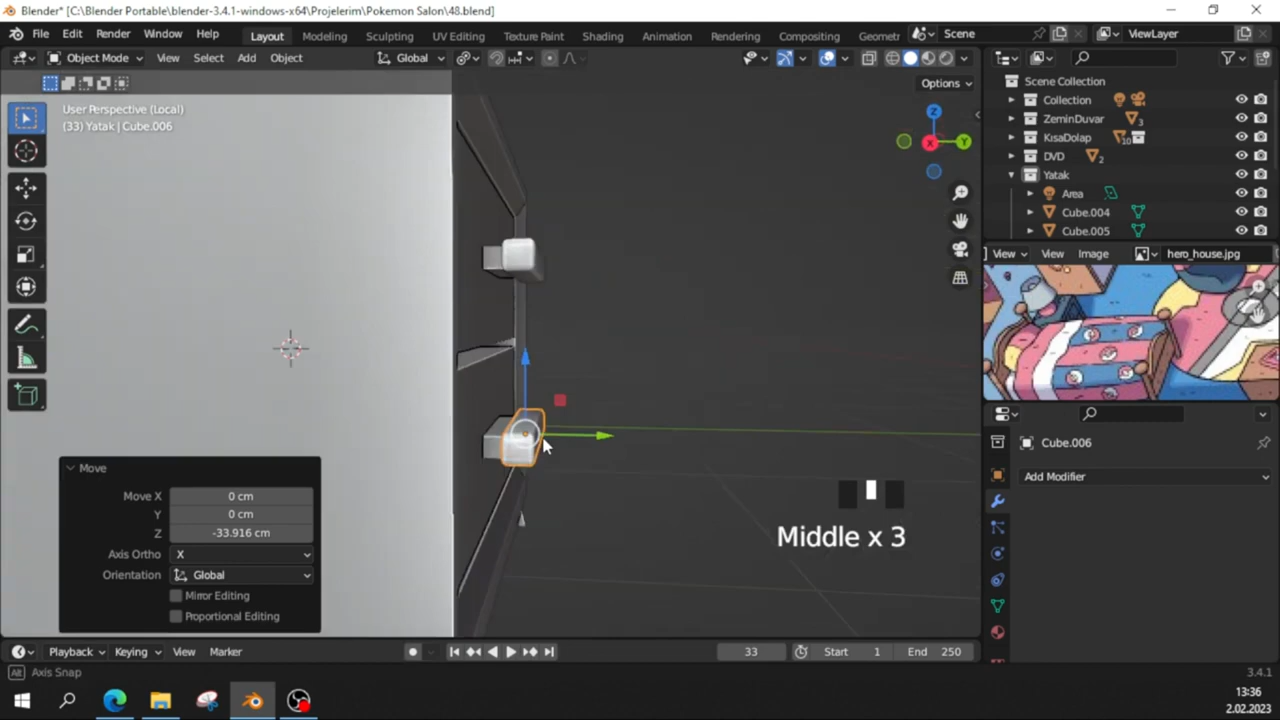 Blender* [C:\Blender Portable\blender-3.4.1-windows-x64\Projelerim\Pokemon Salon\48.blend]
File Edit Render Window Help Layout Modeling Sculpting UV Editing Texture Paint Shading Animation Rendering Compositing Geometr Scene ViewLayer
Object Mode View Select Add Object Global
Options
User Perspective (Local)
(33) Yatak | Cube.006
Z
Y
X
Scene Collection
Collection
ZeminDuvar 3
KısaDolap 10
DVD 2
Yatak
Area
Cube.004
Cube.005
View View Image hero_house.jpg
Cube.006
Add Modifier
Move
Move X 0 cm
Y 0 cm
Z -33.916 cm
Axis Ortho X
Orientation Global
Mirror Editing
Proportional Editing
Middle x 3
Playback Keying View Marker 33 Start 1 End 250
Alt Axis Snap 3.4.1
13:36
2.02.2023